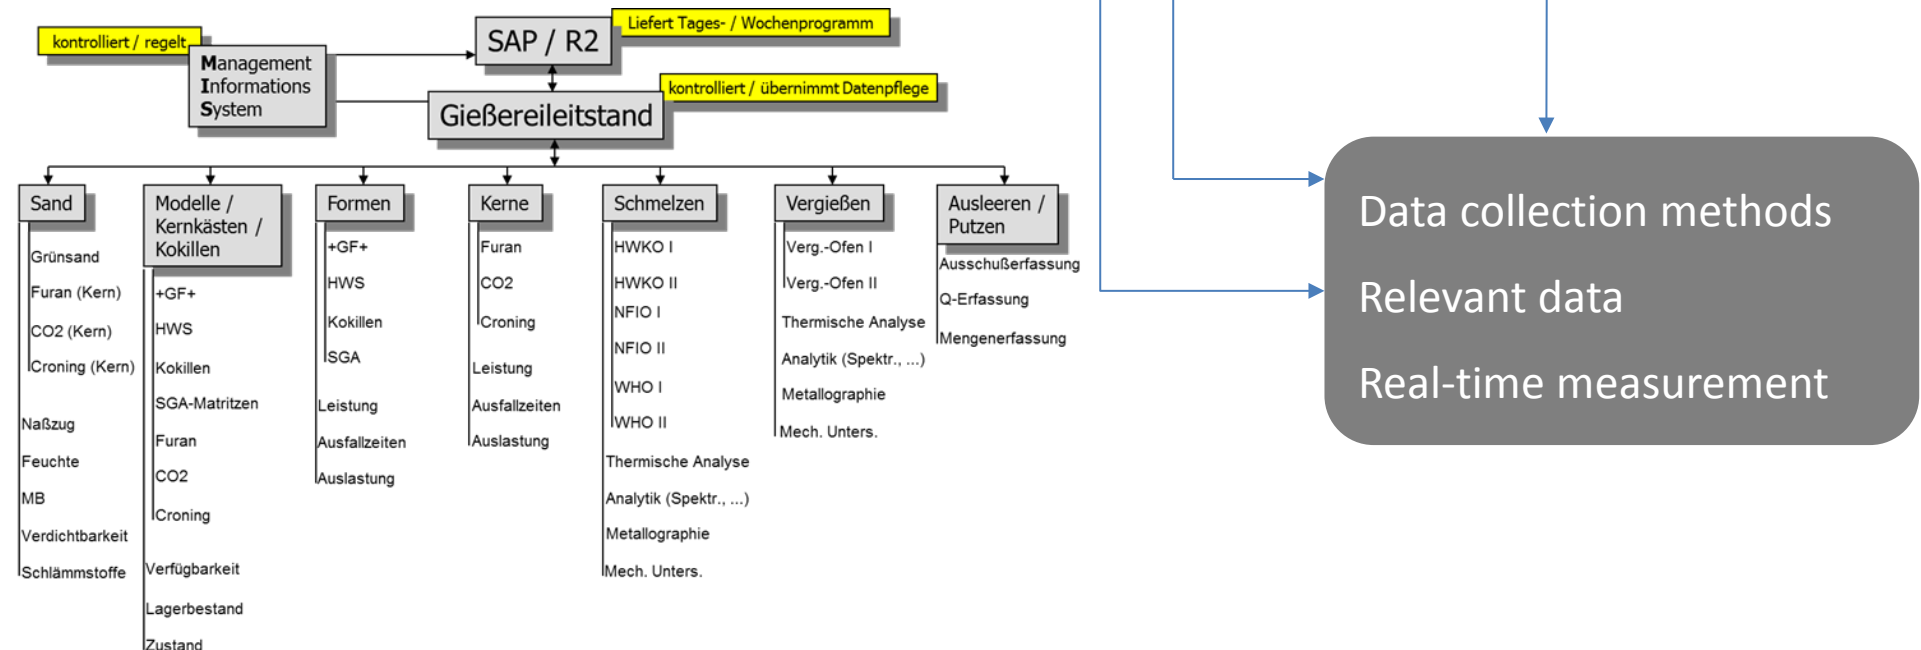 kontrolliert / regelt
Management
Informations
System
SAP / R2
Liefert Tages- / Wochenprogramm
kontrolliert / übernimmt Datenpflege
Gießereileitstand
Sand
Grünsand
Furan (Kern)
CO2 (Kern)
Croning (Kern)
Naßzug
Feuchte
MB
Verdichtbarkeit
Schlämmstoffe
Modelle /
Kernkästen /
Kokillen
+GF+
HWS
Kokillen
SGA-Matritzen
Furan
CO2
Croning
Verfügbarkeit
Lagerbestand
Zustand
Formen
+GF+
HWS
Kokillen
SGA
Leistung
Ausfallzeiten
Auslastung
Kerne
Furan
CO2
Croning
Leistung
Ausfallzeiten
Auslastung
Schmelzen
HWKO I
HWKO II
NFIO I
NFIO II
WHO I
WHO II
Thermische Analyse
Analytik (Spektr., ...)
Metallographie
Mech. Unters.
Vergießen
Verg.-Ofen I
Verg.-Ofen II
Thermische Analyse
Analytik (Spektr., ...)
Metallographie
Mech. Unters.
Ausleeren /
Putzen
Ausschußerfassung
Q-Erfassung
Mengenerfassung
Data collection methods
Relevant data
Real-time measurement